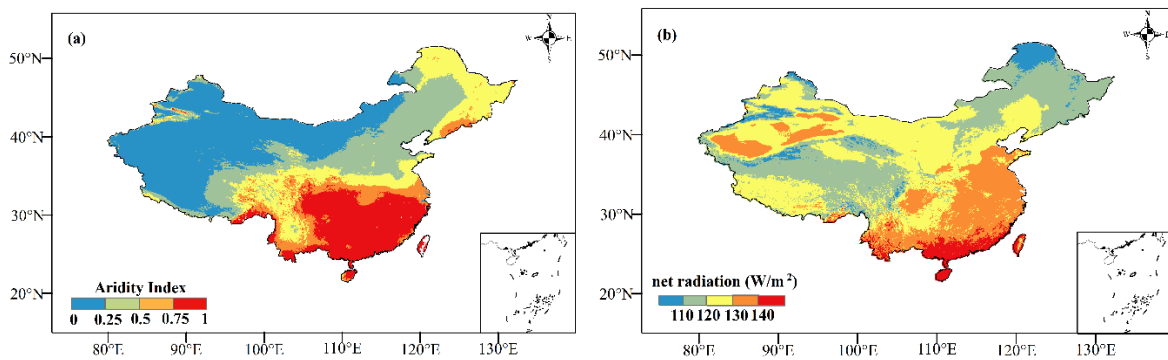 (a)
N
W E
S
50°N
40°N
30°N
20°N
Aridity Index
0 0.25 0.5 0.75 1
80°E 90°E 100°E 110°E 120°E 130°E
(b)
N
W E
S
50°N
40°N
30°N
20°N
net radiation (W/m²)
110 120 130 140
80°E 90°E 100°E 110°E 120°E 130°E